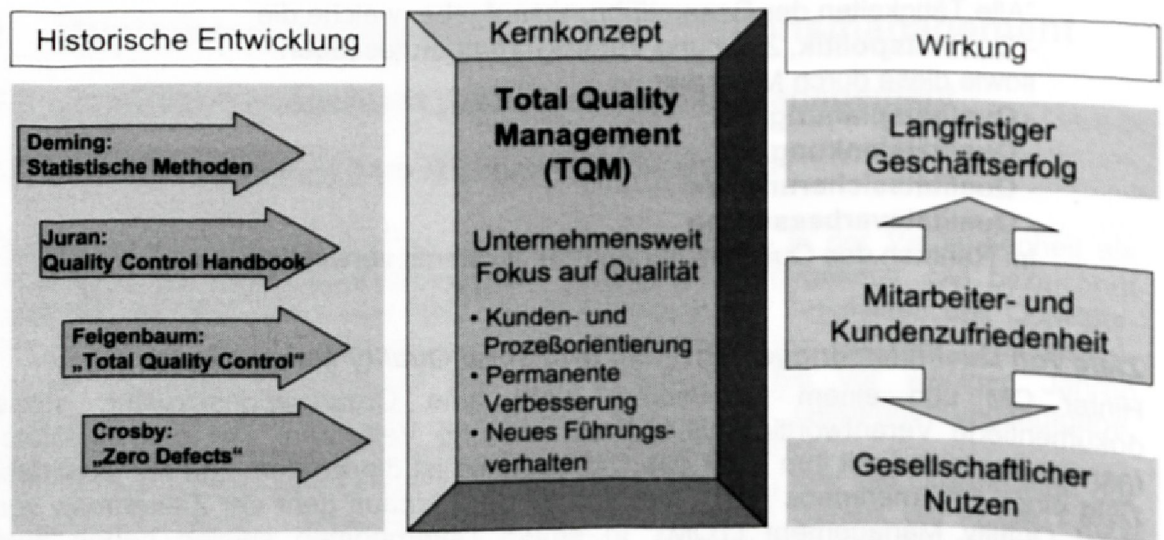 Historische Entwicklung
Deming:
Statistische Methoden
Juran:
Quality Control Handbook
Feigenbaum:
„Total Quality Control“
Crosby:
„Zero Defects“
Kernkonzept
Total Quality
Management
(TQM)
Unternehmensweit
Fokus auf Qualität
• Kunden- und
Prozeßorientierung
• Permanente
Verbesserung
• Neues Führungs-
verhalten
Wirkung
Langfristiger
Geschäftserfolg
Mitarbeiter- und
Kundenzufriedenheit
Gesellschaftlicher
Nutzen